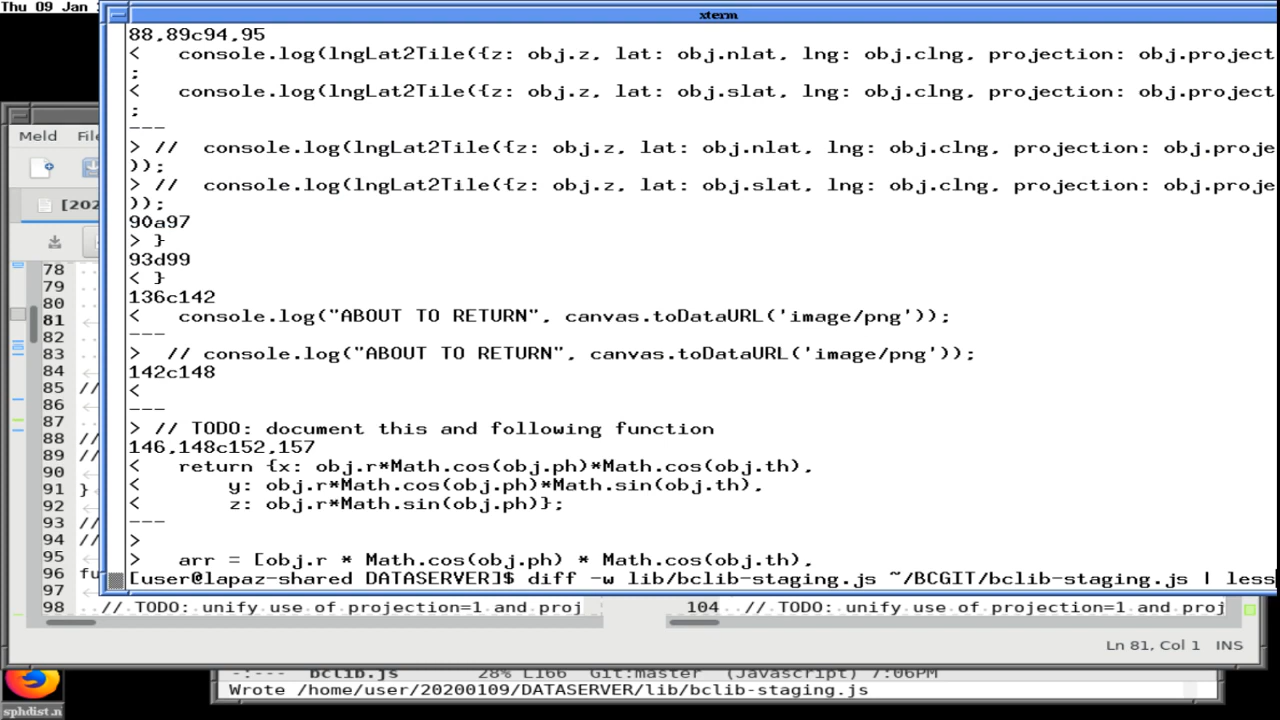 Thu 09 Jan
xterm
88,89c94,95
<   console.log(lngLat2Tile({z: obj.z, lat: obj.nlat, lng: obj.clng, projection: obj.project
;
<   console.log(lngLat2Tile({z: obj.z, lat: obj.slat, lng: obj.clng, projection: obj.project
;
---
> //  console.log(lngLat2Tile({z: obj.z, lat: obj.nlat, lng: obj.clng, projection: obj.proje
));
> //  console.log(lngLat2Tile({z: obj.z, lat: obj.slat, lng: obj.clng, projection: obj.proje
));
90a97
> }
93d99
< }
136c142
<   console.log("ABOUT TO RETURN", canvas.toDataURL('image/png'));
---
>  // console.log("ABOUT TO RETURN", canvas.toDataURL('image/png'));
142c148
<
---
> // TODO: document this and following function
146,148c152,157
<   return {x: obj.r*Math.cos(obj.ph)*Math.cos(obj.th),
<       y: obj.r*Math.cos(obj.ph)*Math.sin(obj.th),
<       z: obj.r*Math.sin(obj.ph)};
---
>
>   arr = [obj.r * Math.cos(obj.ph) * Math.cos(obj.th),
[user@lapaz-shared DATASERVER]$ diff -w lib/bclib-staging.js ~/BCGIT/bclib-staging.js | less
Meld File
[202
78
79
80
81
82
83
84
85 //
86
87
88 //
89 //
90
91 }
92
93 //
94 //
95
96 fu
97
98 // TODO: unify use of projection=1 and proj
104 // TODO: unify use of projection=1 and proj
Ln 81, Col 1 INS
-:--- bclib.js 28% L166 Git:master (JavaScript) 7:06PM
Wrote /home/user/20200109/DATASERVER/lib/bclib-staging.js
sphdist.n